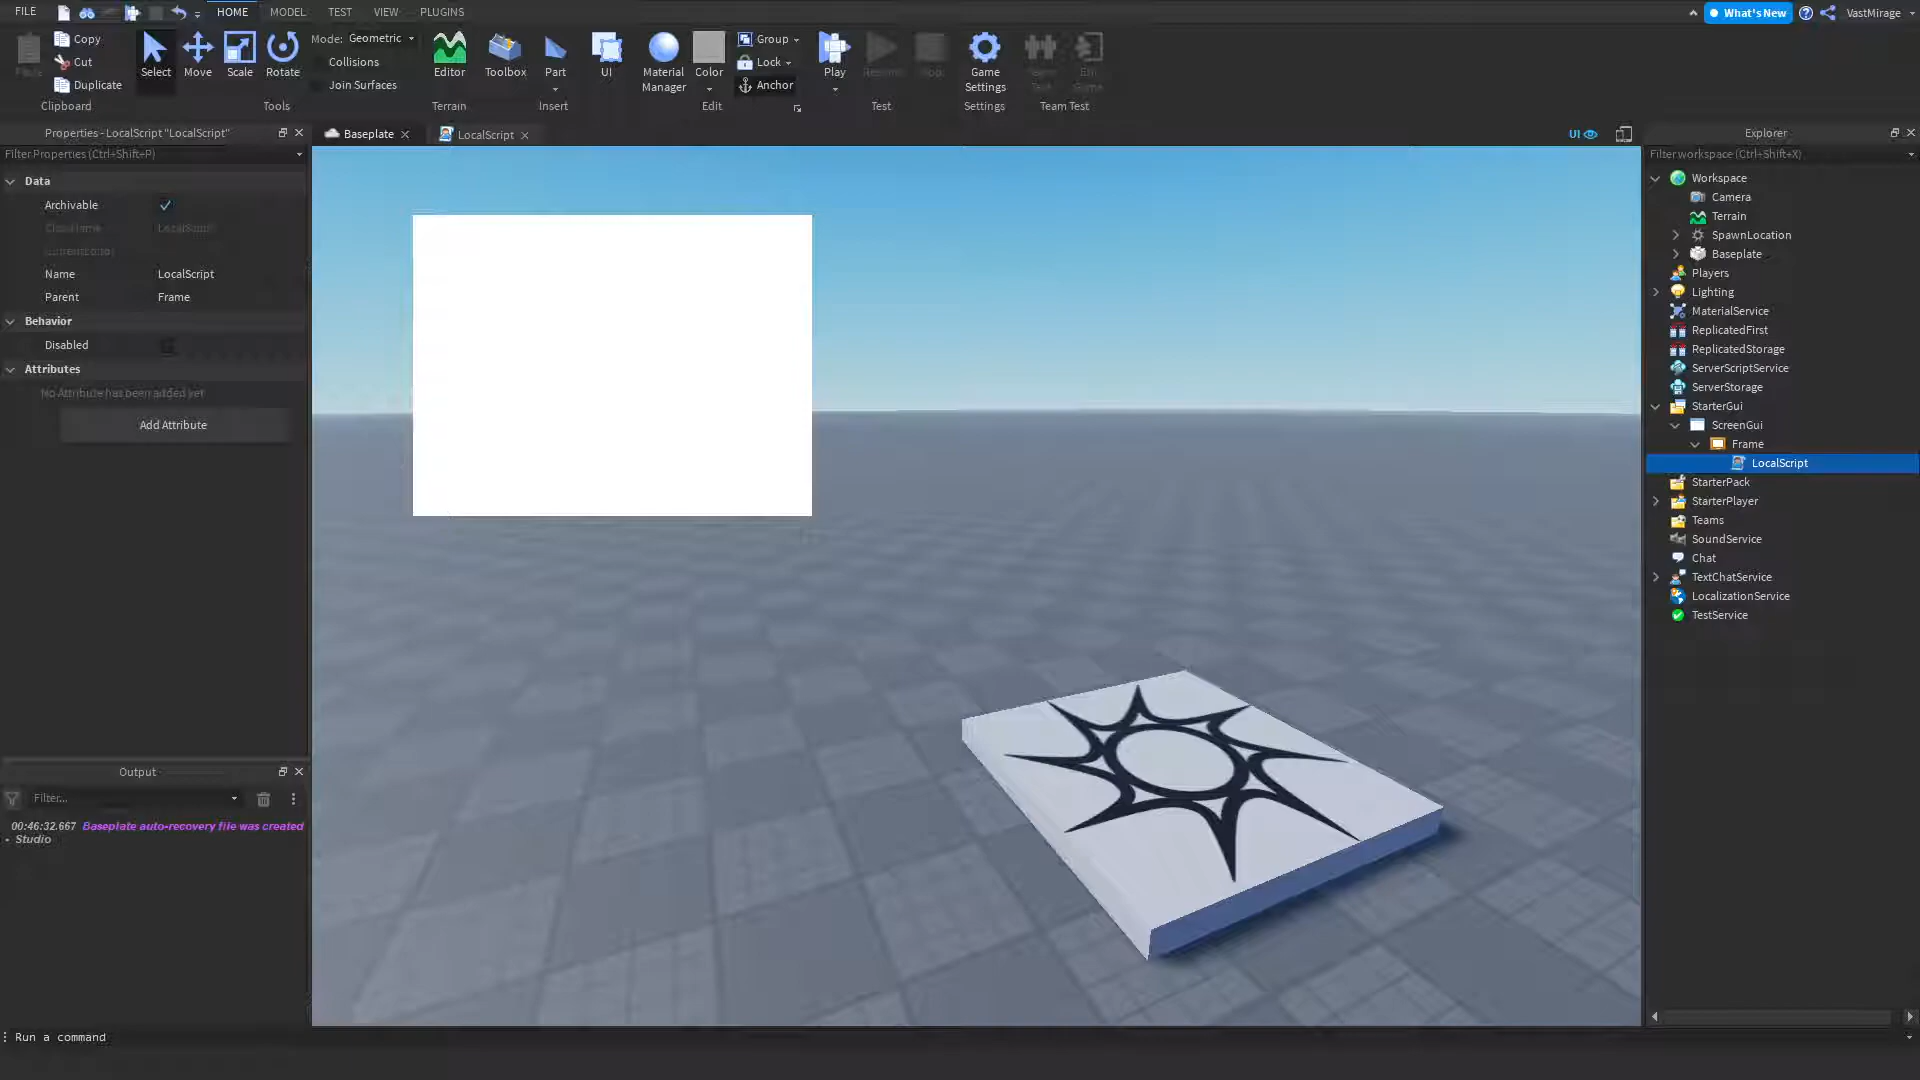 FILE HOME MODEL TEST VIEW PLUGINS What's New VastMirage
Copy
Cut
Duplicate
Clipboard
Select Move Scale Rotate
Mode: Geometric
Collisions
Join Surfaces
Tools
Editor
Terrain
Toolbox Part
Insert
UI
Material Manager
Color
Group
Lock
Anchor
Edit
Play
Test
Game Settings
Settings
Team Test
Properties - LocalScript "LocalScript"
Filter Properties (Ctrl+Shift+P)
Data
Archivable
ClassName LocalScript
Name LocalScript
Parent Frame
Behavior
Disabled
Attributes
No Attribute has been added yet
Add Attribute
Output
Filter...
00:46:32.667 Baseplate auto-recovery file was created
- Studio
Run a command
Baseplate LocalScript
UI
Explorer
Filter workspace (Ctrl+Shift+X)
Workspace
Camera
Terrain
SpawnLocation
Baseplate
Players
Lighting
MaterialService
ReplicatedFirst
ReplicatedStorage
ServerScriptService
ServerStorage
StarterGui
ScreenGui
Frame
LocalScript
StarterPack
StarterPlayer
Teams
SoundService
Chat
TextChatService
LocalizationService
TestService